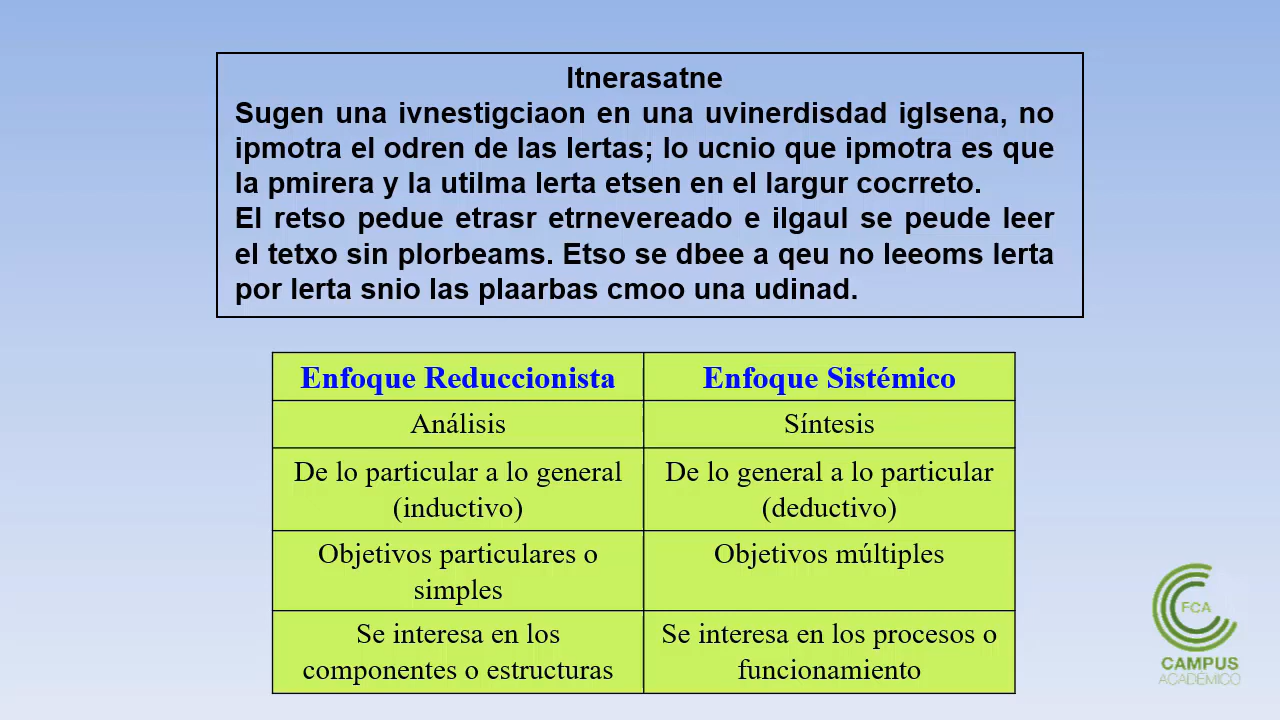 Itnerasatne
Sugen una ivnestigciaon en una uvinerdisdad iglsena, no
ipmotra el odren de las lertas; lo ucnio que ipmotra es que
la pmirera y la utilma lerta etsen en el largur cocrreto.
El retso pedue etrasr etrnevereado e ilgaul se peude leer
el tetxo sin plorbeams. Etso se dbee a qeu no leeoms lerta
por lerta snio las plaarbas cmoo una udinad.
Enfoque Reduccionista
Enfoque Sistémico
Análisis
Síntesis
De lo particular a lo general
(inductivo)
De lo general a lo particular
(deductivo)
Objetivos particulares o
simples
Objetivos múltiples
Se interesa en los
componentes o estructuras
Se interesa en los procesos o
funcionamiento
FCA
CAMPUS
ACADÉMICO